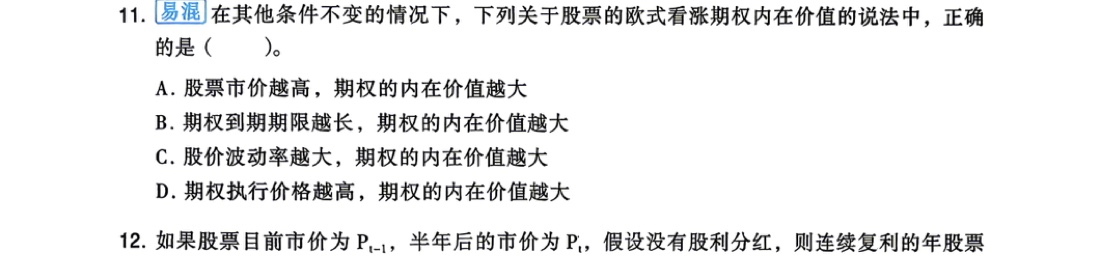 11. 易混 在其他条件不变的情况下，下列关于股票的欧式看涨期权内在价值的说法中，正确
的是（　　）。
A. 股票市价越高，期权的内在价值越大
B. 期权到期期限越长，期权的内在价值越大
C. 股价波动率越大，期权的内在价值越大
D. 期权执行价格越高，期权的内在价值越大
12. 如果股票目前市价为 Pₜ₋₁，半年后的市价为 Pₜ，假设没有股利分红，则连续复利的年股票